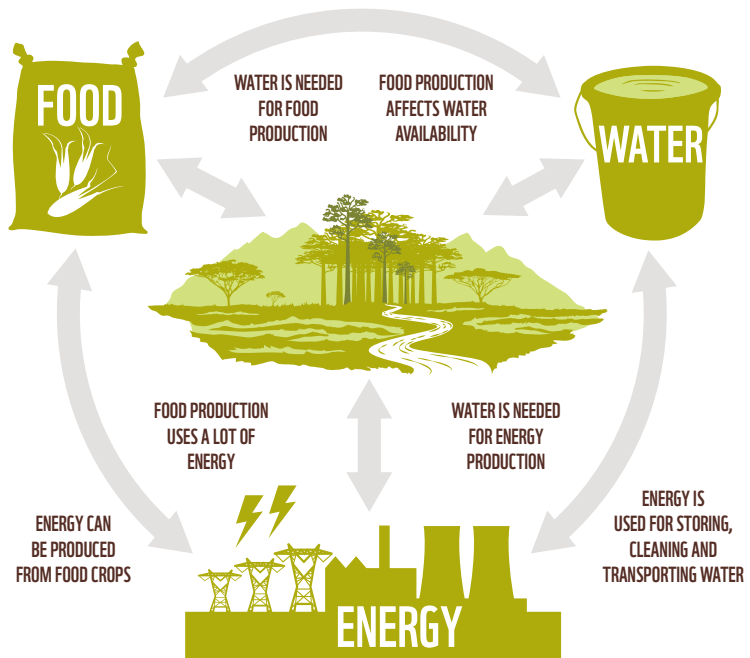 FOOD
WATER IS NEEDED
FOR FOOD
PRODUCTION
FOOD PRODUCTION
AFFECTS WATER
AVAILABILITY
WATER
FOOD PRODUCTION
USES A LOT OF
ENERGY
WATER IS NEEDED
FOR ENERGY
PRODUCTION
ENERGY CAN
BE PRODUCED
FROM FOOD CROPS
ENERGY IS
USED FOR STORING,
CLEANING AND
TRANSPORTING WATER
ENERGY